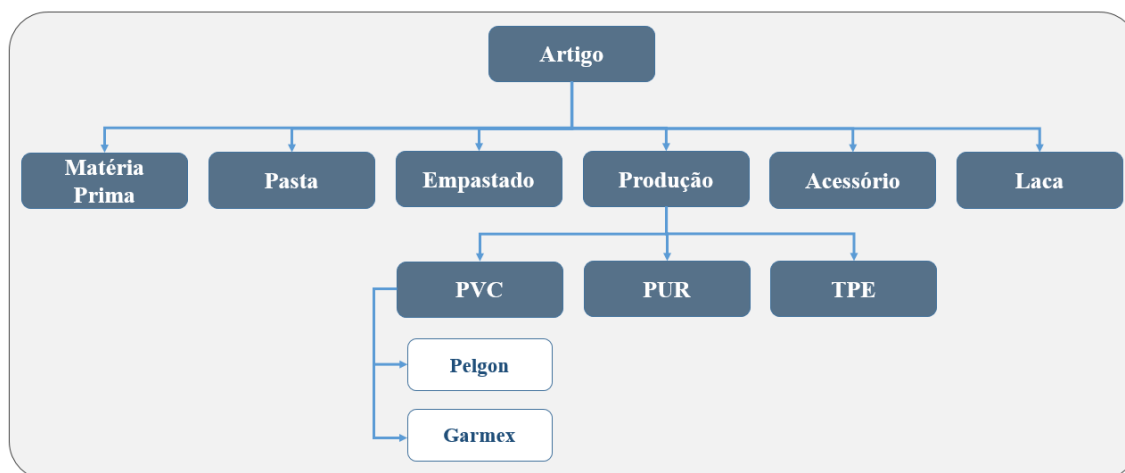 Artigo
Matéria
Prima
Pasta
Empastado
Produção
Acessório
Laca
PVC
PUR
TPE
Pelgon
Garmex